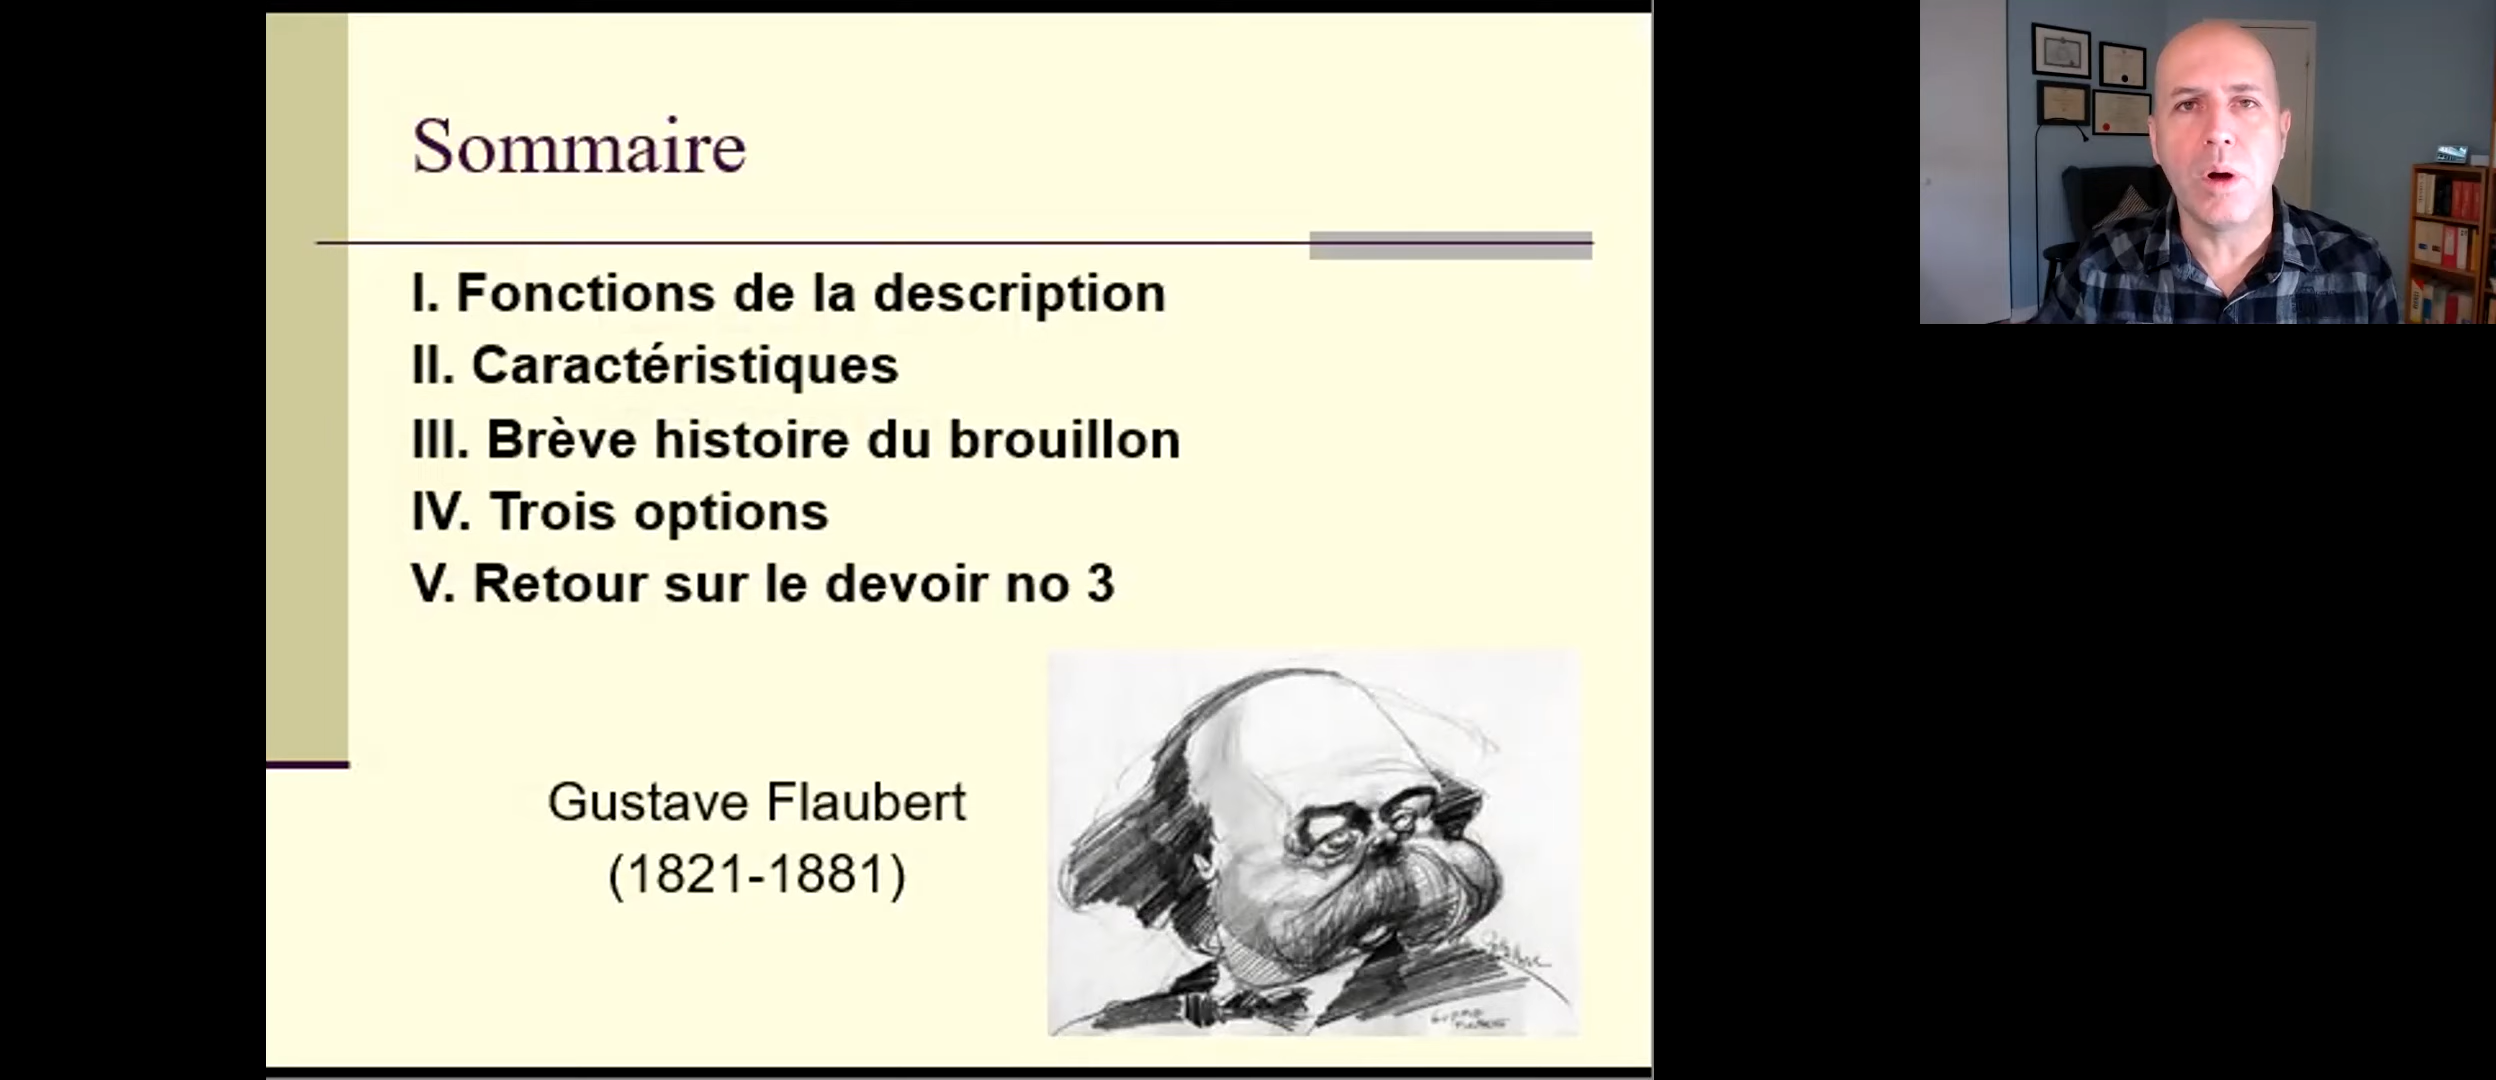 Sommaire
I. Fonctions de la description
II. Caractéristiques
III. Brève histoire du brouillon
IV. Trois options
V. Retour sur le devoir no 3
Gustave Flaubert
(1821-1881)